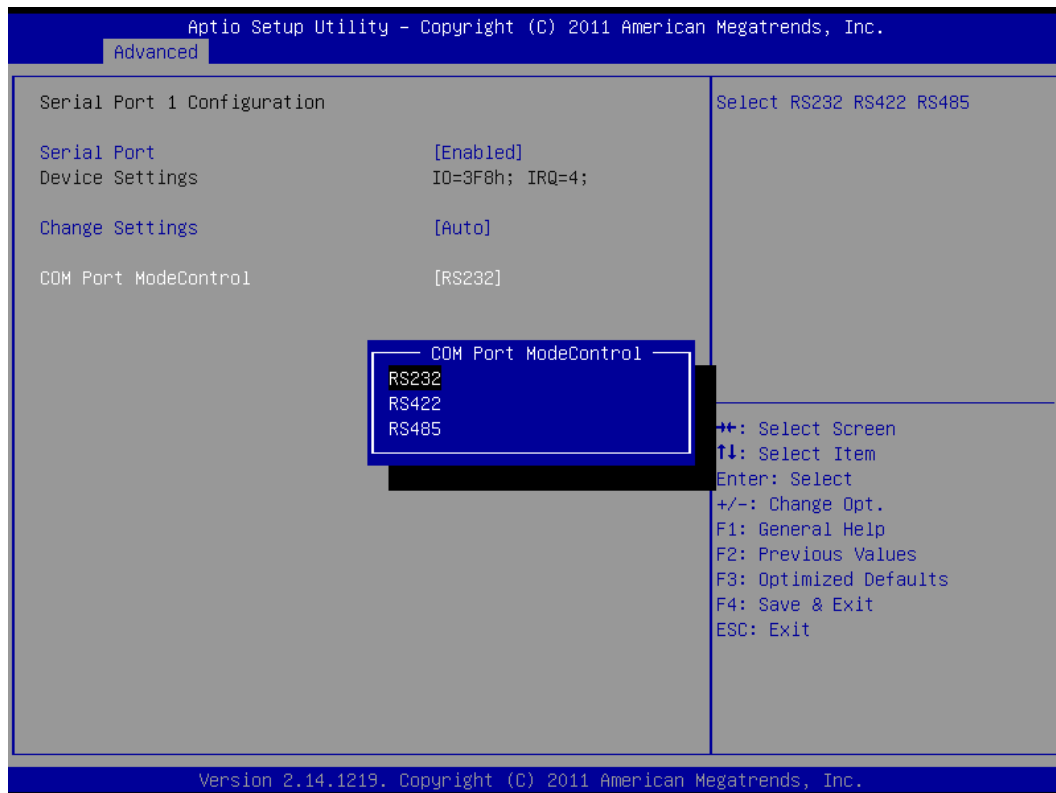 Aptio Setup Utility – Copyright (C) 2011 American Megatrends, Inc.
Advanced
Serial Port 1 Configuration
Serial Port [Enabled]
Device Settings IO=3F8h; IRQ=4;
Change Settings [Auto]
COM Port ModeControl [RS232]
COM Port ModeControl
RS232
RS422
RS485
Select RS232 RS422 RS485
→←: Select Screen
↑↓: Select Item
Enter: Select
+/-: Change Opt.
F1: General Help
F2: Previous Values
F3: Optimized Defaults
F4: Save & Exit
ESC: Exit
Version 2.14.1219. Copyright (C) 2011 American Megatrends, Inc.